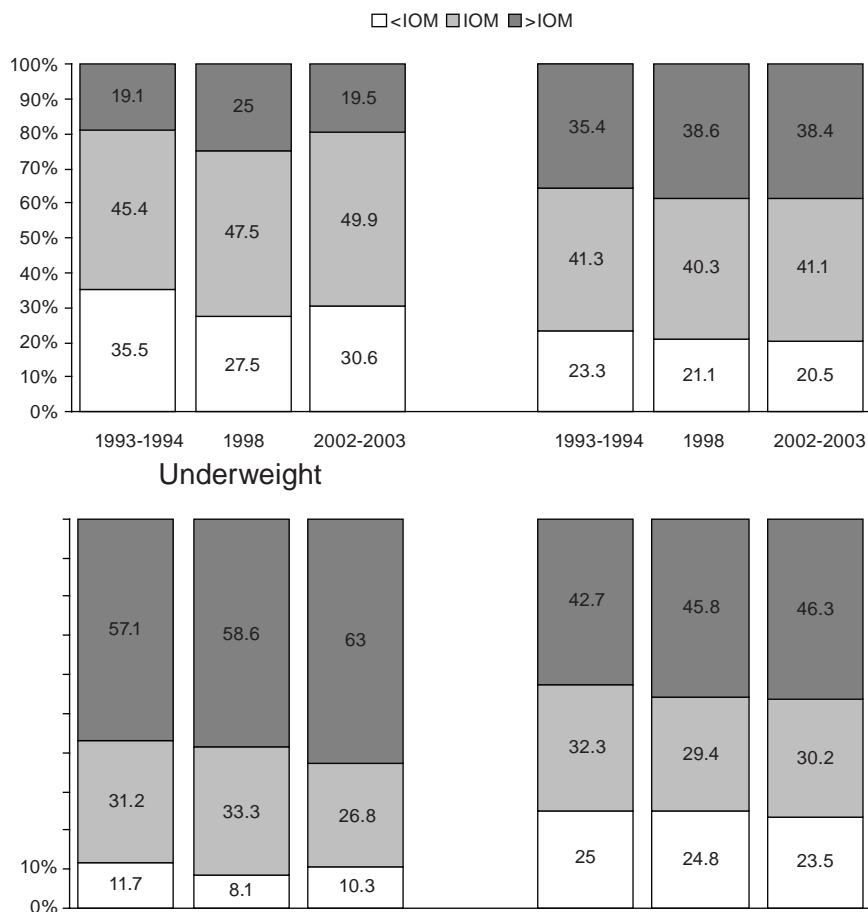 <IOM IOM >IOM
100%
90%
80%
70%
60%
50%
40%
30%
20%
10%
0%
19.1 25 19.5
45.4 47.5 49.9
35.5 27.5 30.6
35.4 38.6 38.4
41.3 40.3 41.1
23.3 21.1 20.5
1993-1994 1998 2002-2003
1993-1994 1998 2002-2003
Underweight
10%
0%
57.1 58.6 63
31.2 33.3 26.8
11.7 8.1 10.3
42.7 45.8 46.3
32.3 29.4 30.2
25 24.8 23.5